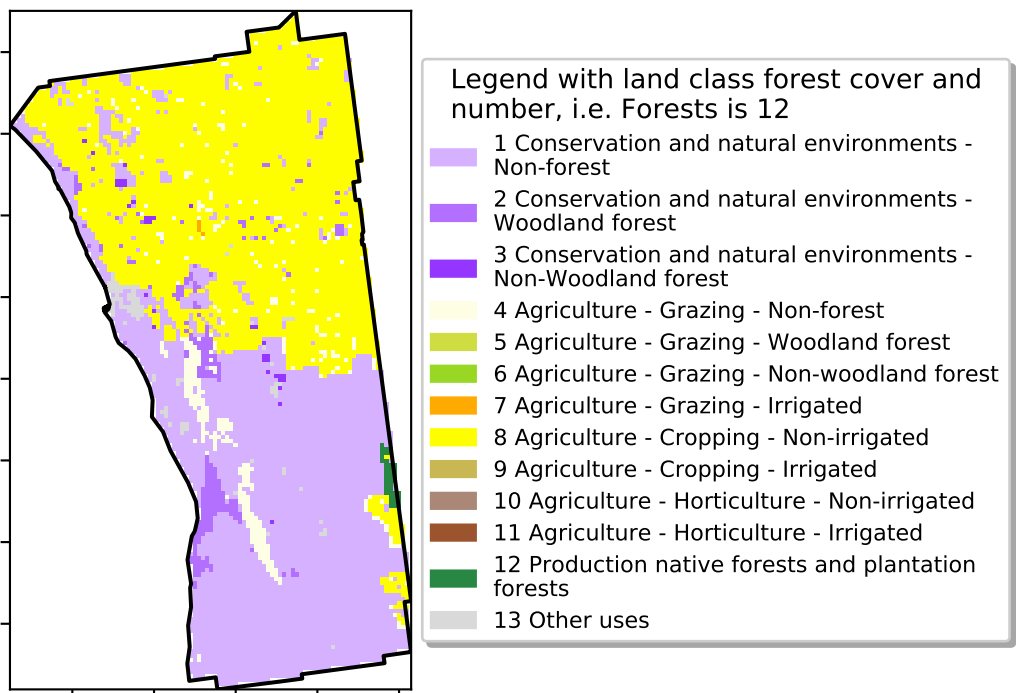 Legend with land class forest cover and
number, i.e. Forests is 12
1 Conservation and natural environments -
Non-forest
2 Conservation and natural environments -
Woodland forest
3 Conservation and natural environments -
Non-Woodland forest
4 Agriculture - Grazing - Non-forest
5 Agriculture - Grazing - Woodland forest
6 Agriculture - Grazing - Non-woodland forest
7 Agriculture - Grazing - Irrigated
8 Agriculture - Cropping - Non-irrigated
9 Agriculture - Cropping - Irrigated
10 Agriculture - Horticulture - Non-irrigated
11 Agriculture - Horticulture - Irrigated
12 Production native forests and plantation
forests
13 Other uses